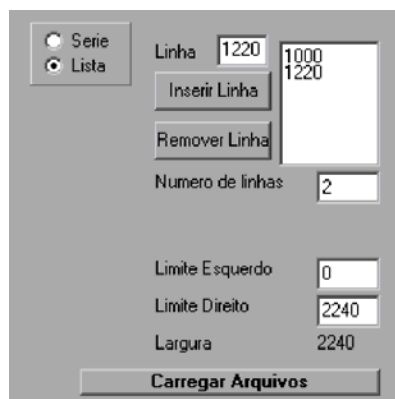 Serie
Lista
Linha 1220
1000
1220
Inserir Linha
Remover Linha
Numero de linhas 2
Limite Esquerdo 0
Limite Direito 2240
Largura 2240
Carregar Arquivos